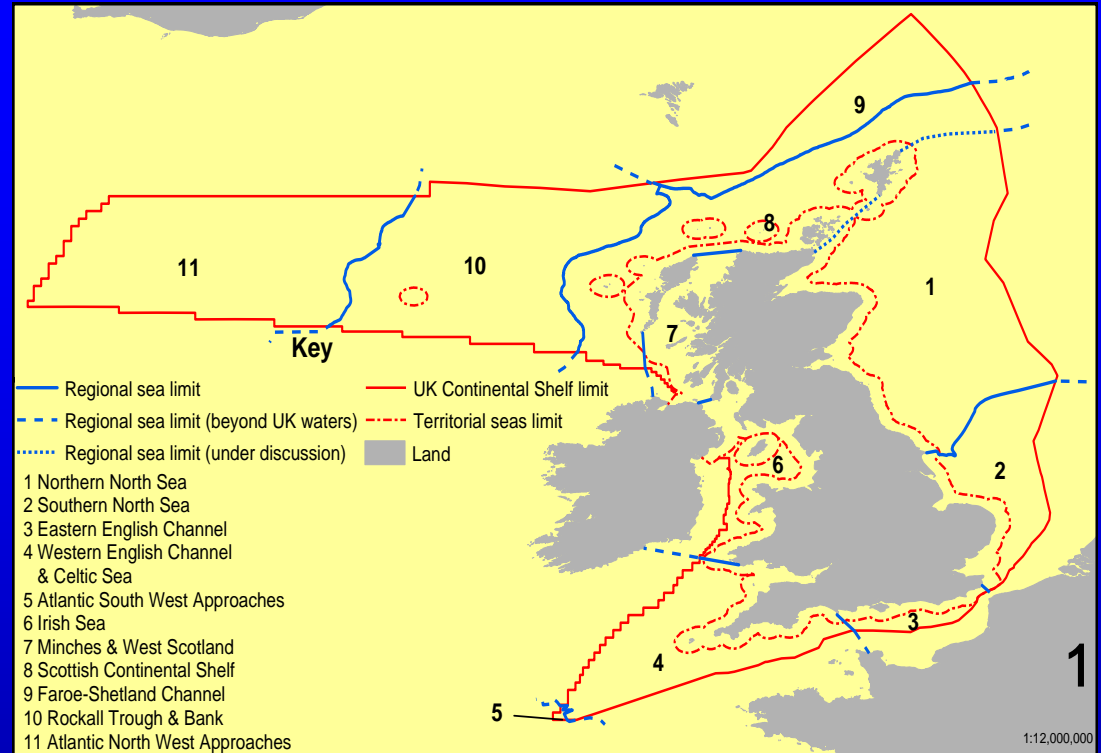 9
8
11
10
1
7
Key
Regional sea limit
UK Continental Shelf limit
Regional sea limit (beyond UK waters)
Territorial seas limit
Regional sea limit (under discussion)
Land
6
2
1 Northern North Sea
2 Southern North Sea
3 Eastern English Channel
4 Western English Channel
& Celtic Sea
5 Atlantic South West Approaches
6 Irish Sea
7 Minches & West Scotland
8 Scottish Continental Shelf
9 Faroe-Shetland Channel
10 Rockall Trough & Bank
11 Atlantic North West Approaches
3
4
5
1
1:12,000,000